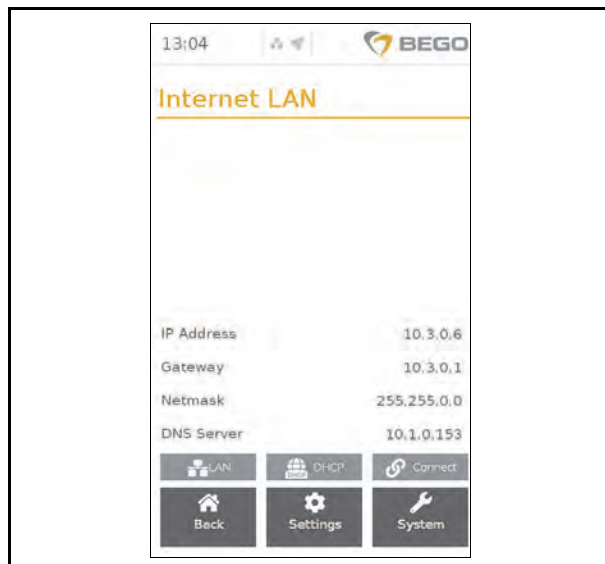 13:04 BEGO
Internet LAN
IP Address 10.3.0.6
Gateway 10.3.0.1
Netmask 255.255.0.0
DNS Server 10.1.0.153
LAN DHCP Connect
Back Settings System